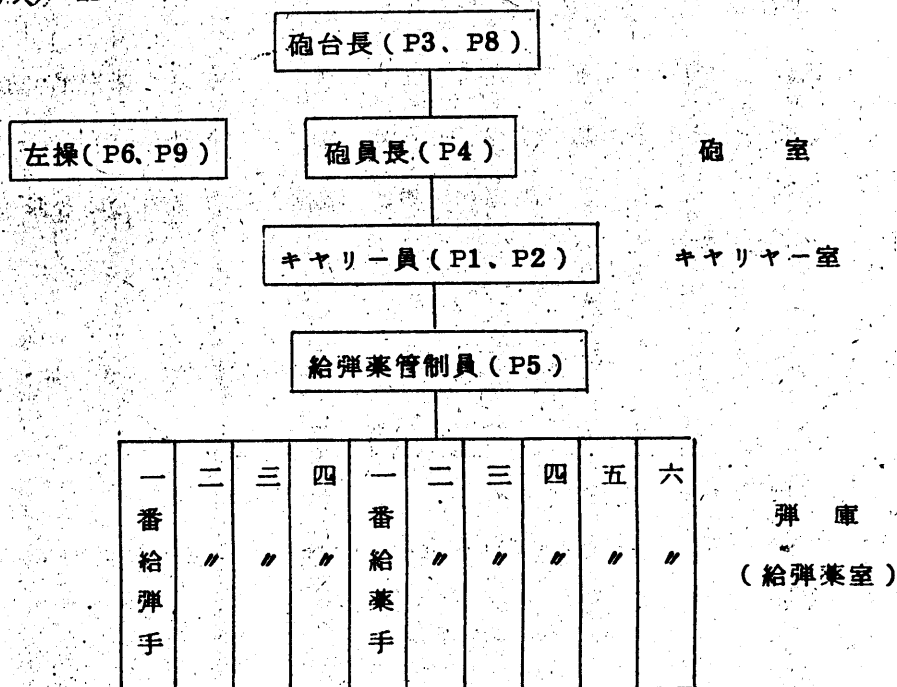 砲台長(P3、P8)
左操(P6、P9)
砲員長(P4)
砲室
キヤリー員(P1、P2)
キヤリヤー室
給弾薬管制員(P5)
一番給弾手
二〃
三〃
四〃
一番給薬手
二〃
三〃
四〃
五〃
六〃
弾庫
(給弾薬室)